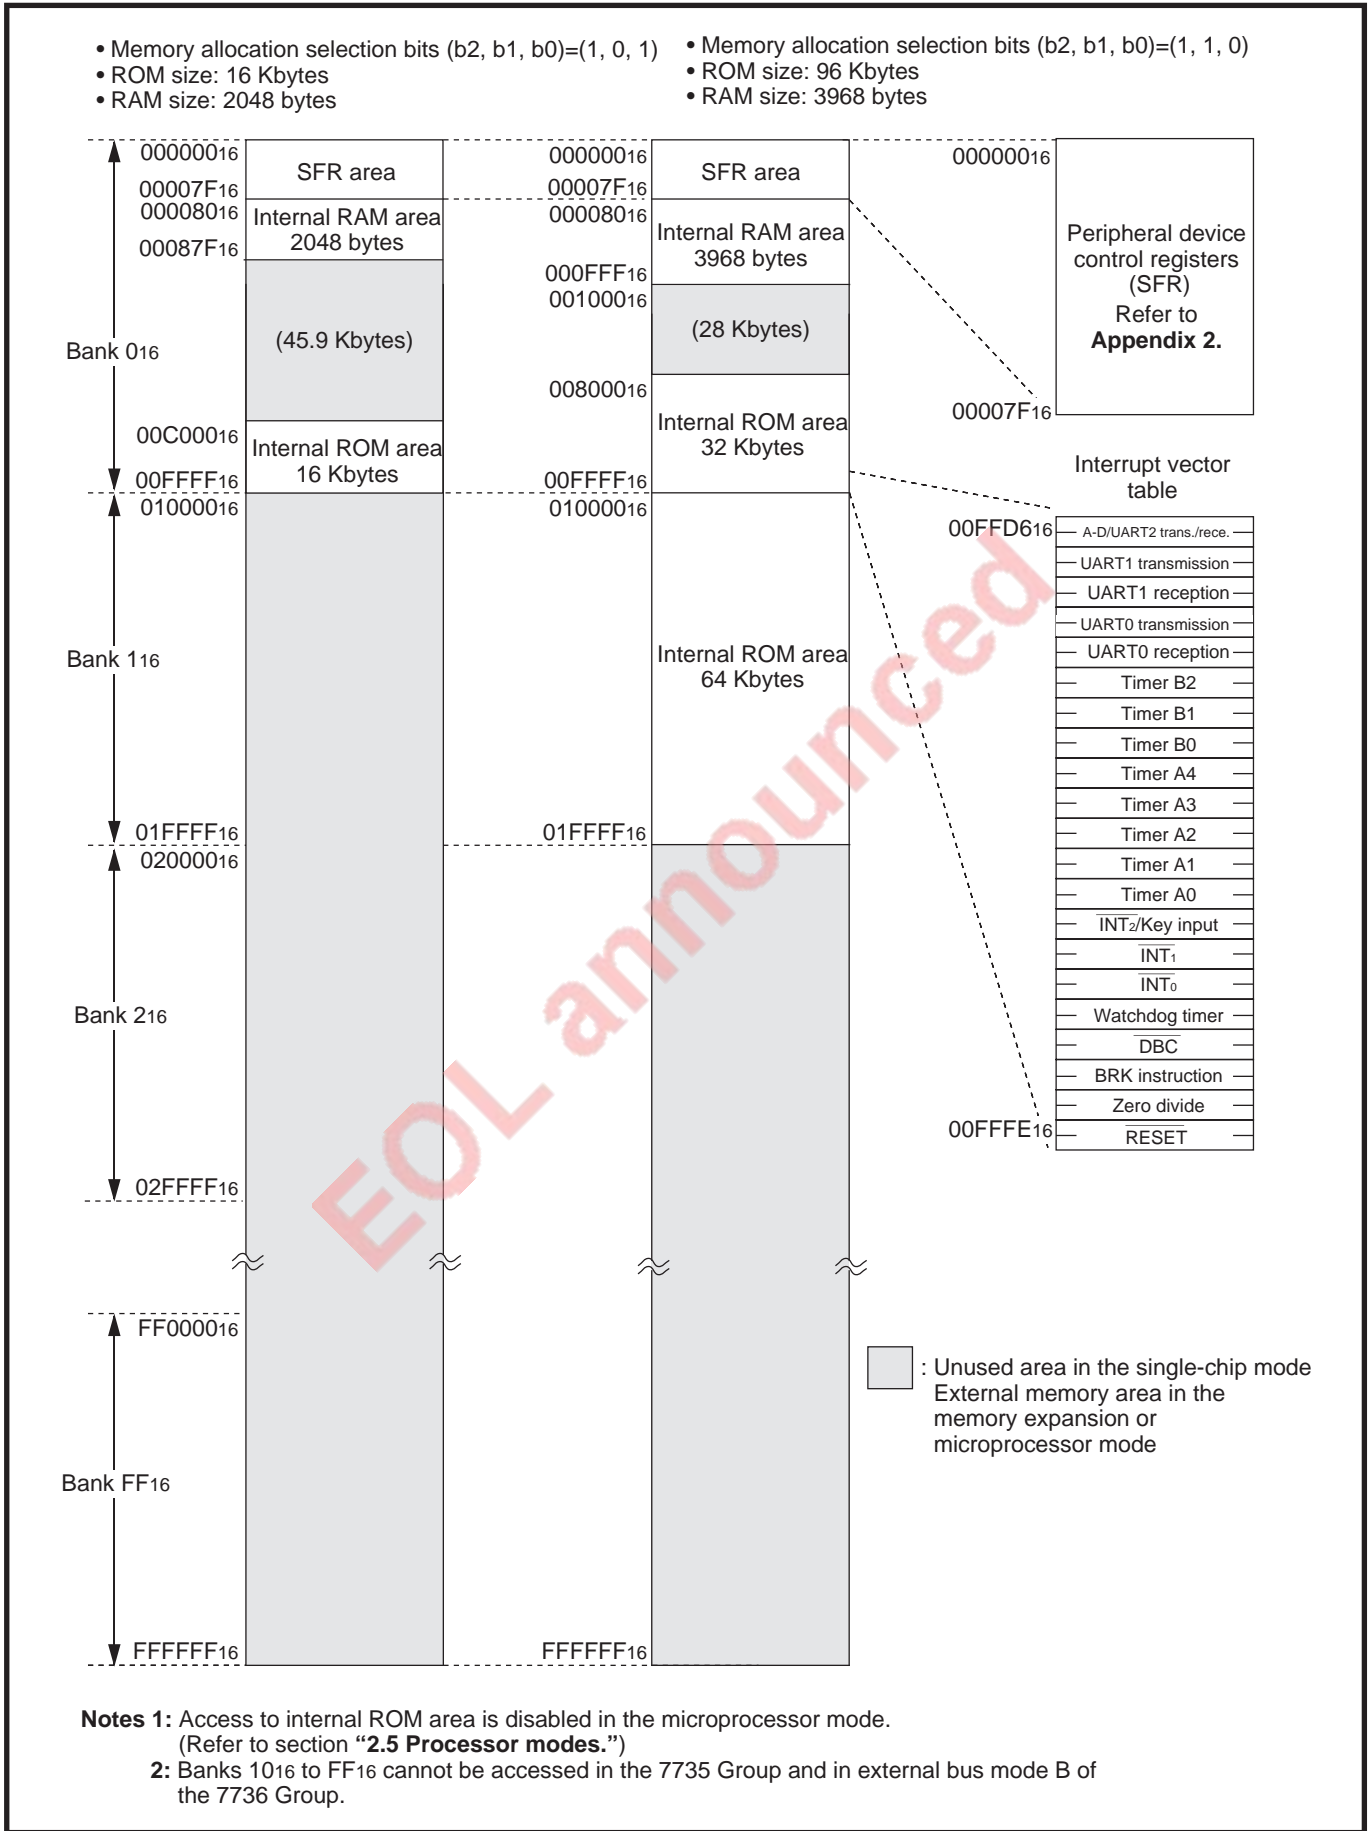 • Memory allocation selection bits (b2, b1, b0)=(1, 0, 1)
• ROM size: 16 Kbytes
• RAM size: 2048 bytes
• Memory allocation selection bits (b2, b1, b0)=(1, 1, 0)
• ROM size: 96 Kbytes
• RAM size: 3968 bytes
Bank 016
Bank 116
Bank 216
Bank FF16
00000016
00007F16
00008016
00087F16
00C00016
00FFFF16
01000016
01FFFF16
02000016
02FFFF16
FF000016
FFFFFF16
SFR area
Internal RAM area
2048 bytes
(45.9 Kbytes)
Internal ROM area
16 Kbytes
00000016
00007F16
00008016
000FFF16
00100016
00800016
00FFFF16
01000016
01FFFF16
FFFFFF16
SFR area
Internal RAM area
3968 bytes
(28 Kbytes)
Internal ROM area
32 Kbytes
Internal ROM area
64 Kbytes
00000016
00007F16
Peripheral device
control registers
(SFR)
Refer to
Appendix 2.
Interrupt vector
table
00FFD616
A-D/UART2 trans./rece.
UART1 transmission
UART1 reception
UART0 transmission
UART0 reception
Timer B2
Timer B1
Timer B0
Timer A4
Timer A3
Timer A2
Timer A1
Timer A0
INT2/Key input
INT1
INT0
Watchdog timer
DBC
BRK instruction
Zero divide
00FFFE16
RESET
EOL announced
: Unused area in the single-chip mode
External memory area in the
memory expansion or
microprocessor mode
Notes 1: Access to internal ROM area is disabled in the microprocessor mode.
(Refer to section “2.5 Processor modes.”)
2: Banks 1016 to FF16 cannot be accessed in the 7735 Group and in external bus mode B of
the 7736 Group.